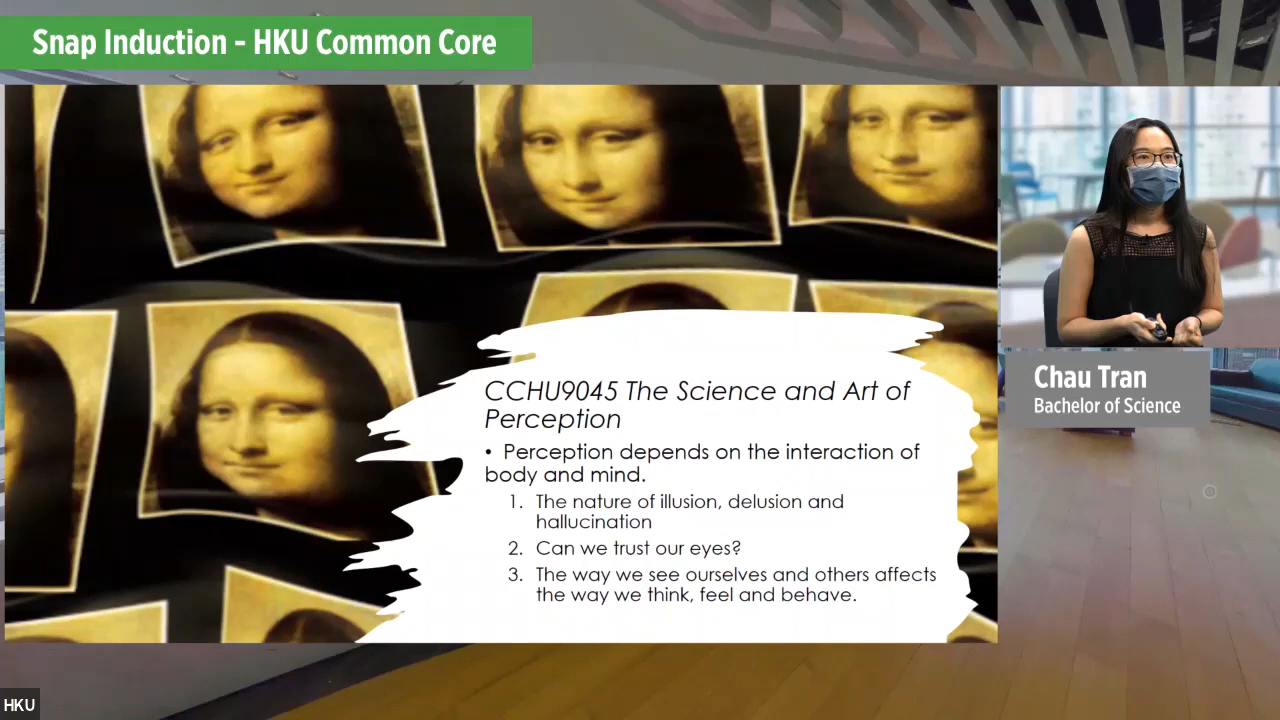 Snap Induction - HKU Common Core
CCHU9045 The Science and Art of
Perception
• Perception depends on the interaction of
body and mind.
1. The nature of illusion, delusion and
hallucination
2. Can we trust our eyes?
3. The way we see ourselves and others affects
the way we think, feel and behave.
Chau Tran
Bachelor of Science
HKU